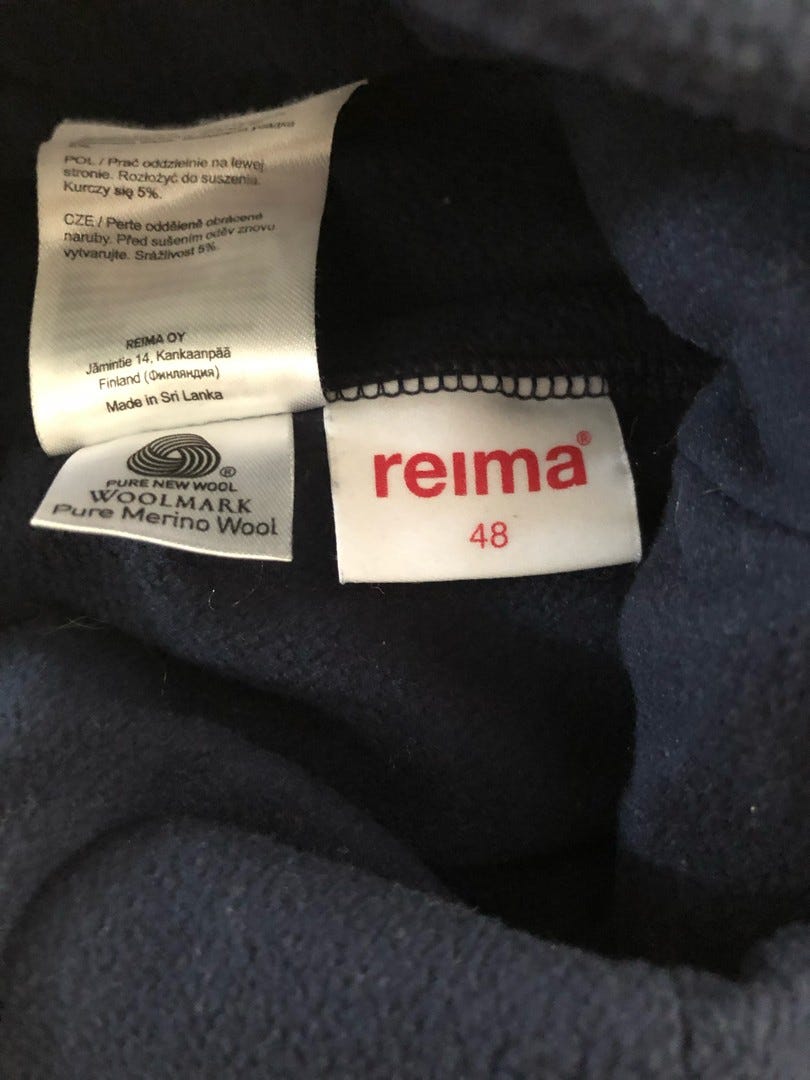 POL / Prać oddzielnie na lewej
stronie. Rozłożyć do suszenia.
Kurczy się 5%.
CZE / Perte odděleně obrácené
naruby. Před sušením oděv znovu
vytvarujte. Sráživost 5%.
REIMA OY
Jämintie 14, Kankaanpää
Finland (Финляндия)
Made in Sri Lanka
®
PURE NEW WOOL
WOOLMARK
Pure Merino Wool
reima®
48